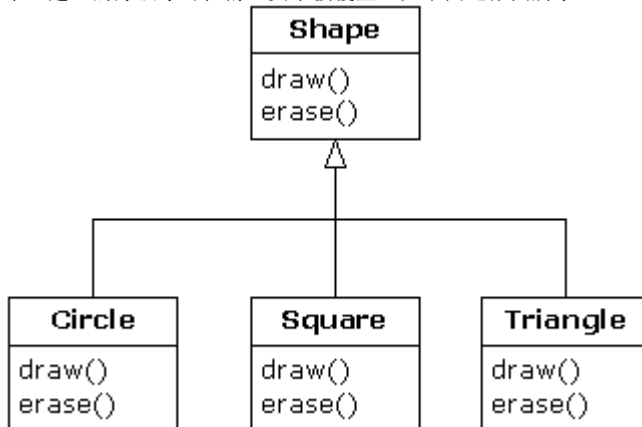 Shape
draw()
erase()
Circle
Square
Triangle
draw()
draw()
draw()
erase()
erase()
erase()